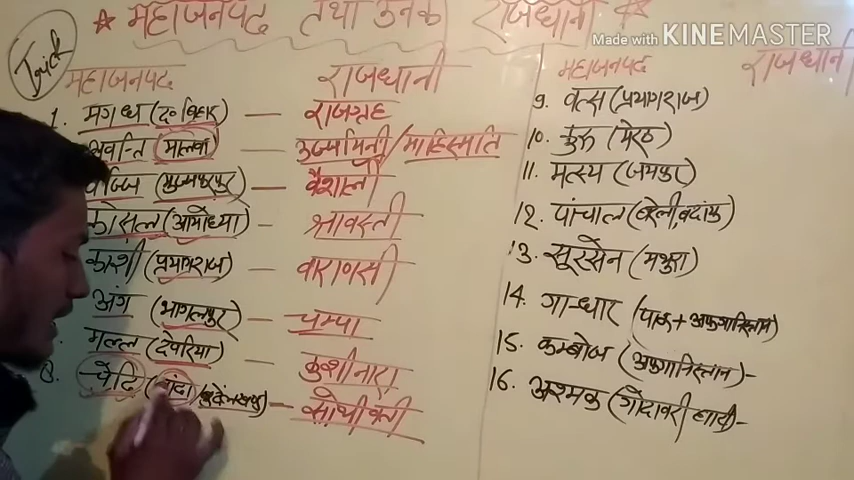 ★ महाजनपद तथा उनके राजधानी ★
Made with KINEMASTER
Trick
महाजनपद राजधानी
1. मगध (द० बिहार) — राजगृह
अवन्ति (मालवा) — उज्जयिनी/माहिस्मति
वज्जि (मुजफ्फरपुर) — वैशाली
कोसल (आयोध्या) — श्रावस्ती
काशी (प्रयागराज) — वाराणसी
अंग (भागलपुर) — चम्पा
मल्ल (देवरिया) — कुशीनारा
8. चेदि (बांदा/बुंदेलखण्ड) — सोथीवती
महाजनपद राजधानी
9. वत्स (प्रयागराज)
10. कुरु (मेरठ)
11. मत्स्य (जयपुर)
12. पांचाल (बरेली, बदायूं)
13. सूरसेन (मथुरा)
14. गान्धार (पाक + अफगानिस्तान)
15. कम्बोज (अफगानिस्तान) -
16. अश्मक (गोदावरी घाटी) -